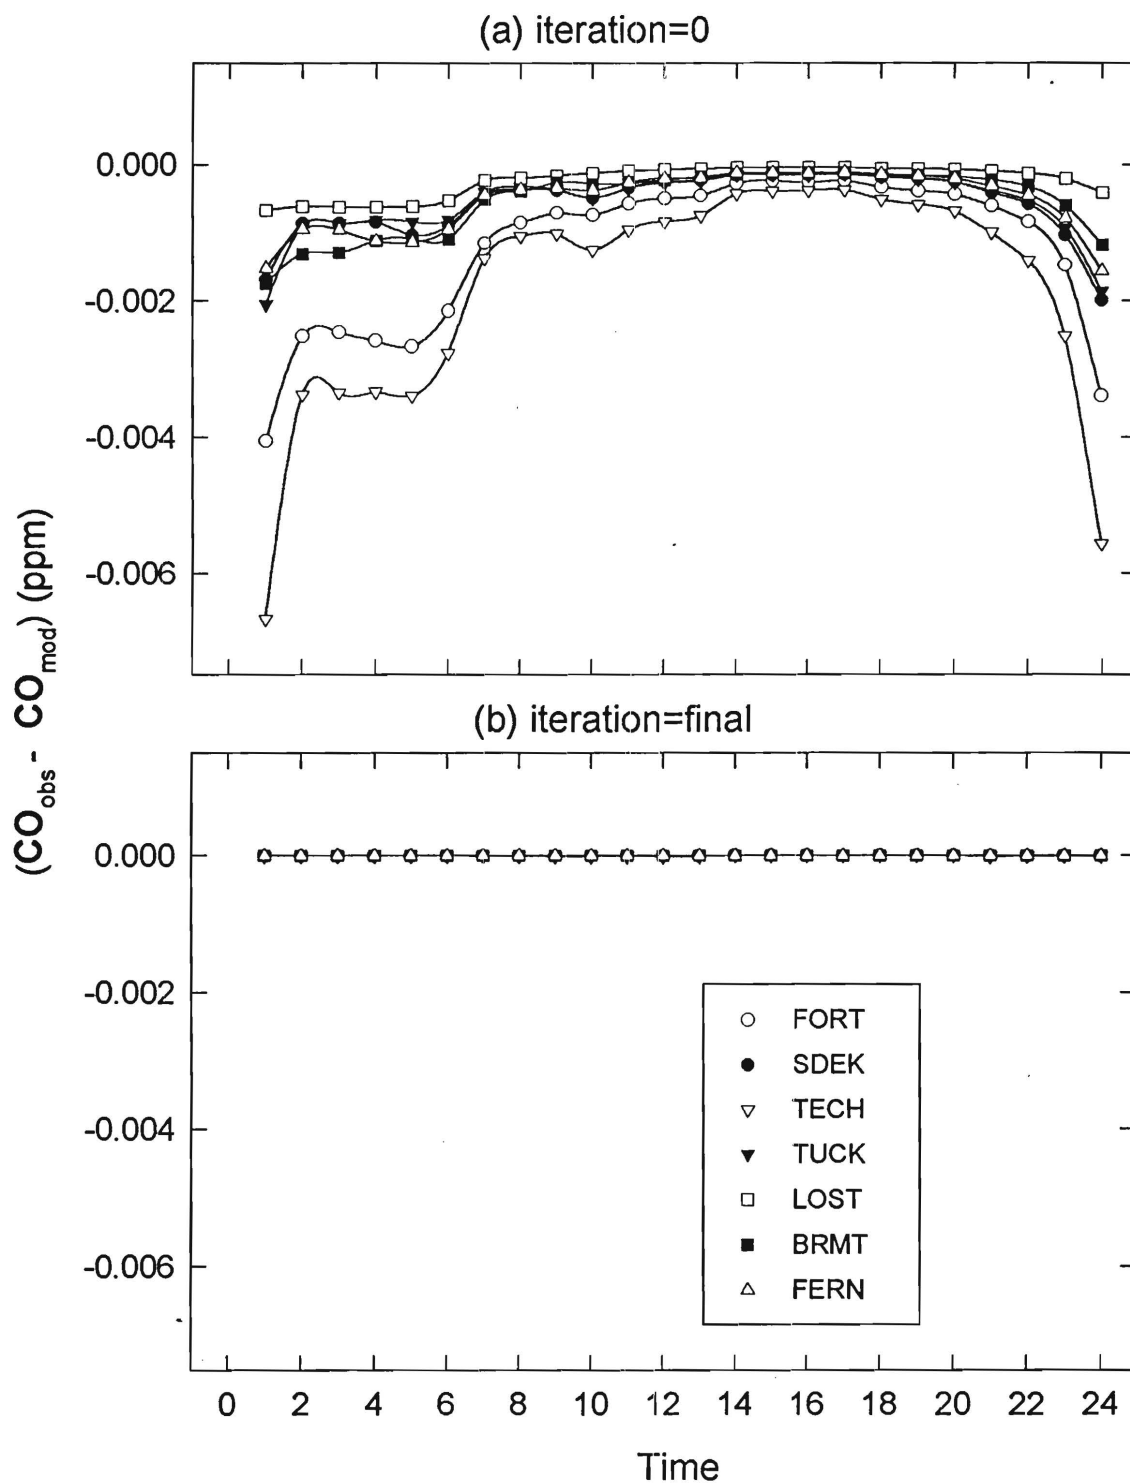 (a) iteration=0
0.000
-0.002
-0.004
-0.006
(CO_obs - CO_mod) (ppm)
(b) iteration=final
0.000
-0.002
-0.004
-0.006
FORT
SDEK
TECH
TUCK
LOST
BRMT
FERN
0 2 4 6 8 10 12 14 16 18 20 22 24
Time